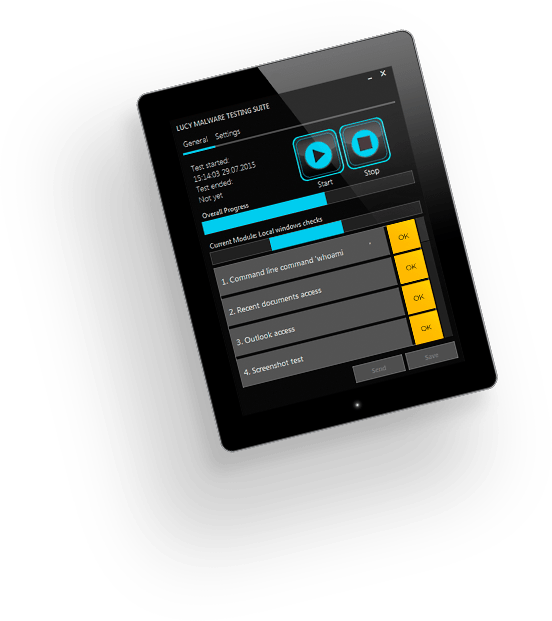 LUCY MALWARE TESTING SUITE
General Settings
Test started:
15:14:03 29.07.2015
Test ended:
Not yet
Start Stop
Overall Progress
Current Module: Local windows checks
1. Command line command 'whoami ' OK
2. Recent documents access OK
3. Outlook access OK
4. Screenshot test OK
Send Save